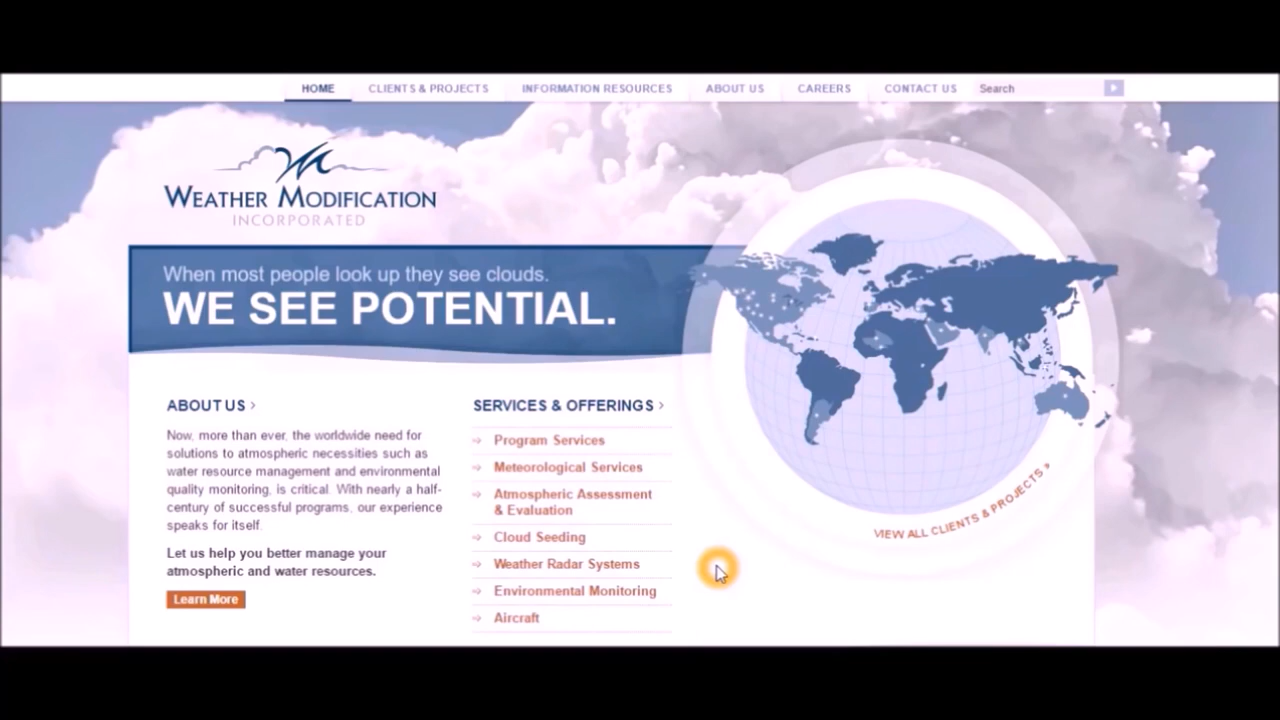 HOME CLIENTS & PROJECTS INFORMATION RESOURCES ABOUT US CAREERS CONTACT US Search
WEATHER MODIFICATION
INCORPORATED
When most people look up they see clouds.
WE SEE POTENTIAL.
ABOUT US ›
Now, more than ever, the worldwide need for
solutions to atmospheric necessities such as
water resource management and environmental
quality monitoring, is critical. With nearly a half-
century of successful programs, our experience
speaks for itself.
Let us help you better manage your
atmospheric and water resources.
Learn More
SERVICES & OFFERINGS ›
Program Services
Meteorological Services
Atmospheric Assessment
& Evaluation
Cloud Seeding
Weather Radar Systems
Environmental Monitoring
Aircraft
VIEW ALL CLIENTS & PROJECTS »